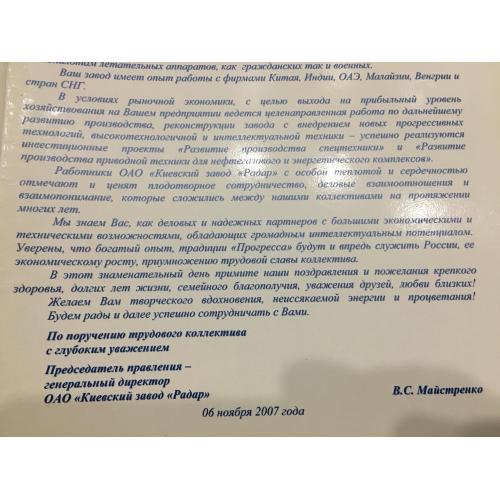 летательных аппаратов, как гражданских так и военных.
Ваш завод имеет опыт работы с фирмами Китая, Индии, ОАЭ, Малайзии, Венгрии и
стран СНГ.
В условиях рыночной экономики, с целью выхода на прибыльный уровень
хозяйствования на Вашем предприятии ведется целенаправленная работа по дальнейшему
развитию производства, реконструкции завода с внедрением новых прогрессивных
технологий, высокотехнологичной и интеллектуальной техники – успешно реализуются
инвестиционные проекты «Развитие производства спецтехники» и «Развитие
производства приводной техники для нефтегазового и энергетического комплексов».
Работники ОАО «Киевский завод «Радар» с особой теплотой и сердечностью
отмечают и ценят плодотворное сотрудничество, деловые взаимоотношения и
взаимопонимание, которые сложились между нашими коллективами на протяжении
многих лет.
Мы знаем Вас, как деловых и надежных партнеров с большими экономическими и
техническими возможностями, обладающих громадным интеллектуальным потенциалом.
Уверены, что богатый опыт, традиции «Прогресса» будут и впредь служить России, ее
экономическому росту, приумножению трудовой славы коллектива.
В этот знаменательный день примите наши поздравления и пожелания крепкого
здоровья, долгих лет жизни, семейного благополучия, уважения друзей, любви близких!
Желаем Вам творческого вдохновения, неиссякаемой энергии и процветания!
Будем рады и далее успешно сотрудничать с Вами.
По поручению трудового коллектива
с глубоким уважением
Председатель правления –
генеральный директор
ОАО «Киевский завод «Радар» В.С. Майстренко
06 ноября 2007 года